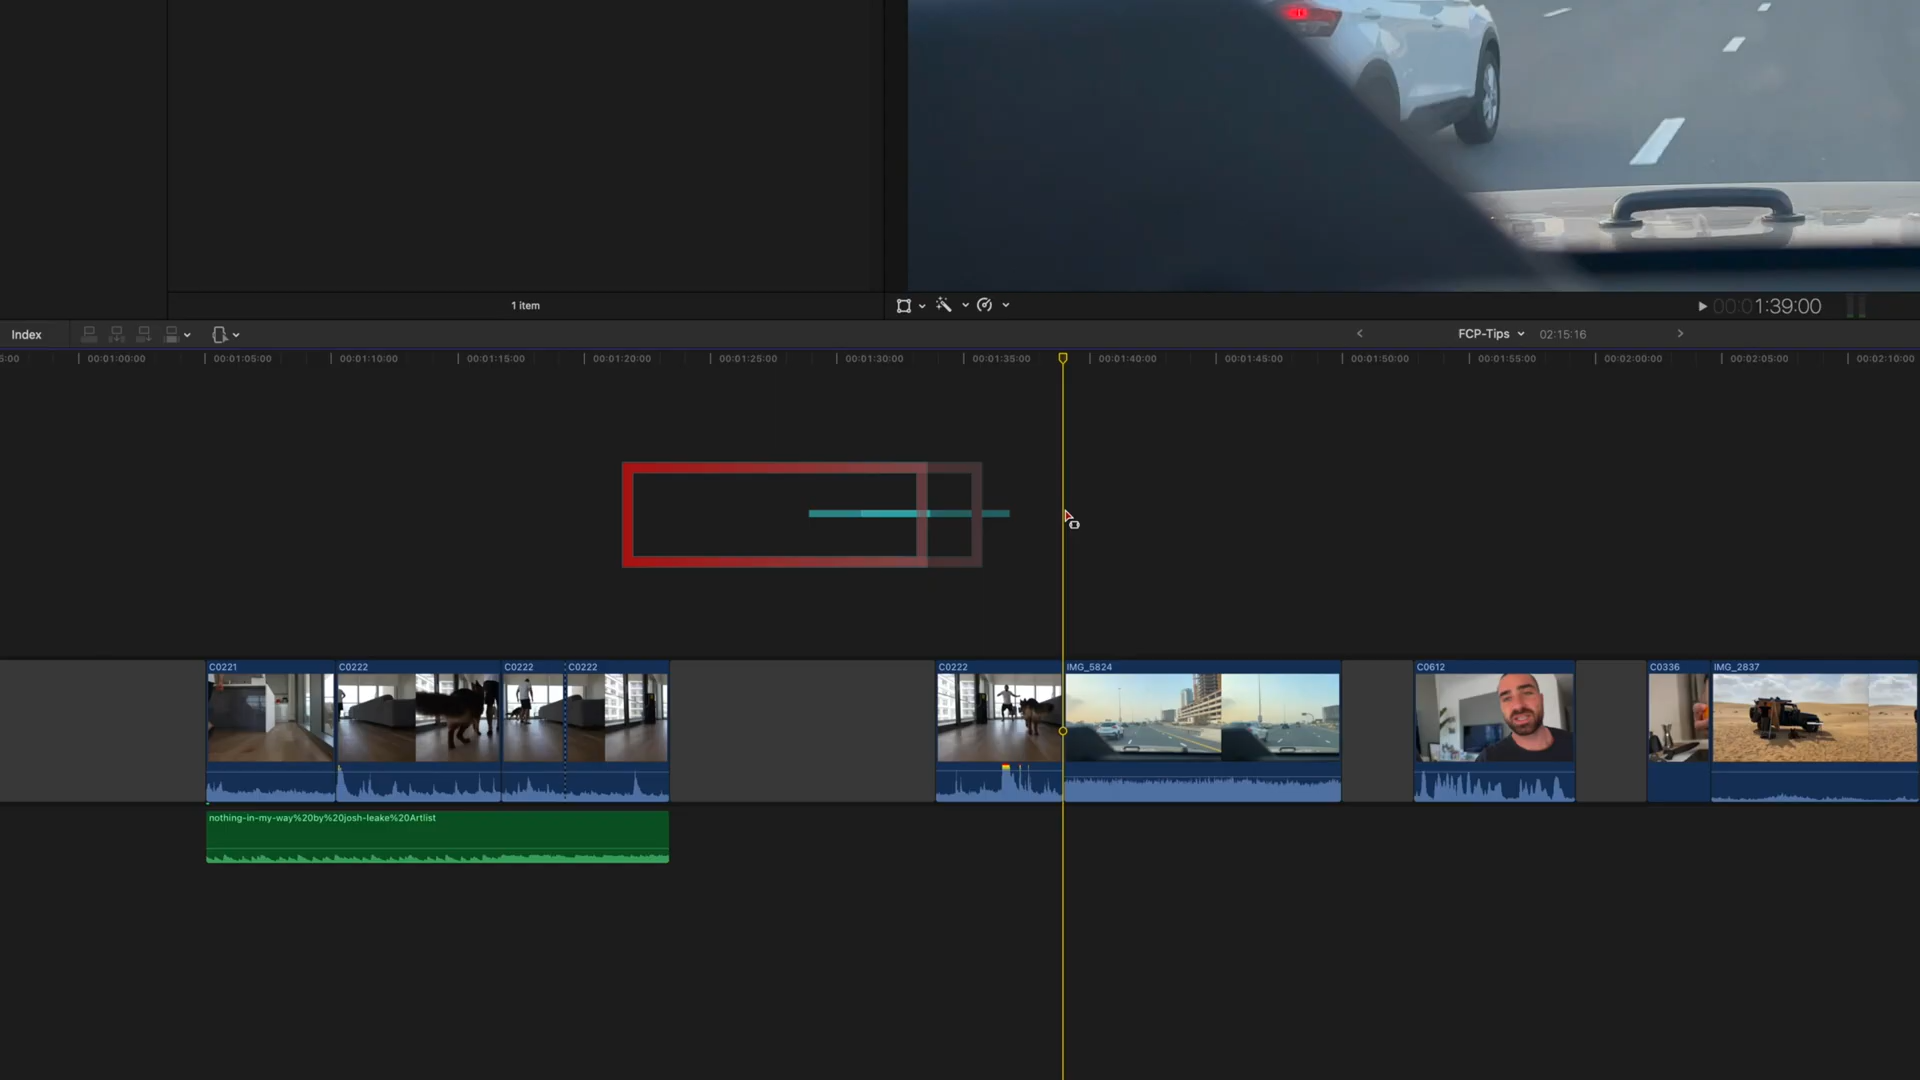 1 item
00:01:39:00
Index
FCP-Tips
02:15:16
5:00
00:01:00:00
00:01:05:00
00:01:10:00
00:01:15:00
00:01:20:00
00:01:25:00
00:01:30:00
00:01:35:00
00:01:40:00
00:01:45:00
00:01:50:00
00:01:55:00
00:02:00:00
00:02:05:00
00:02:10:00
C0221
C0222
C0222
C0222
C0222
IMG_5824
C0612
C0336
IMG_2837
nothing-in-my-way%20by%20josh-leake%20Artlist